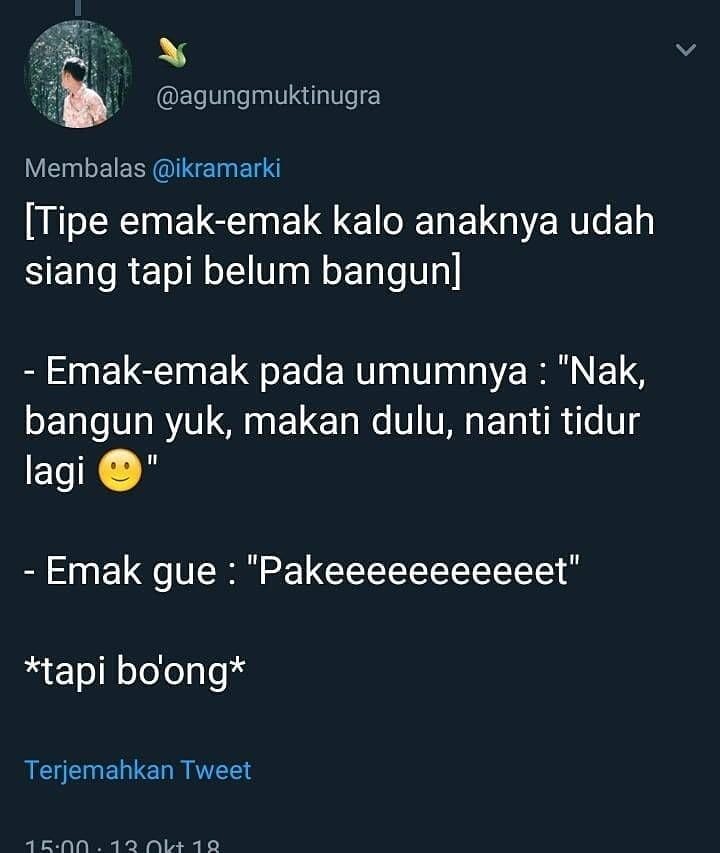 🌽
@agungmuktinugra
Membalas @ikramarki
[Tipe emak-emak kalo anaknya udah
siang tapi belum bangun]
- Emak-emak pada umumnya : "Nak,
bangun yuk, makan dulu, nanti tidur
lagi 🙂"
- Emak gue : "Pakeeeeeeeeeeeet"
*tapi bo'ong*
Terjemahkan Tweet
15:00 · 13 Okt 18